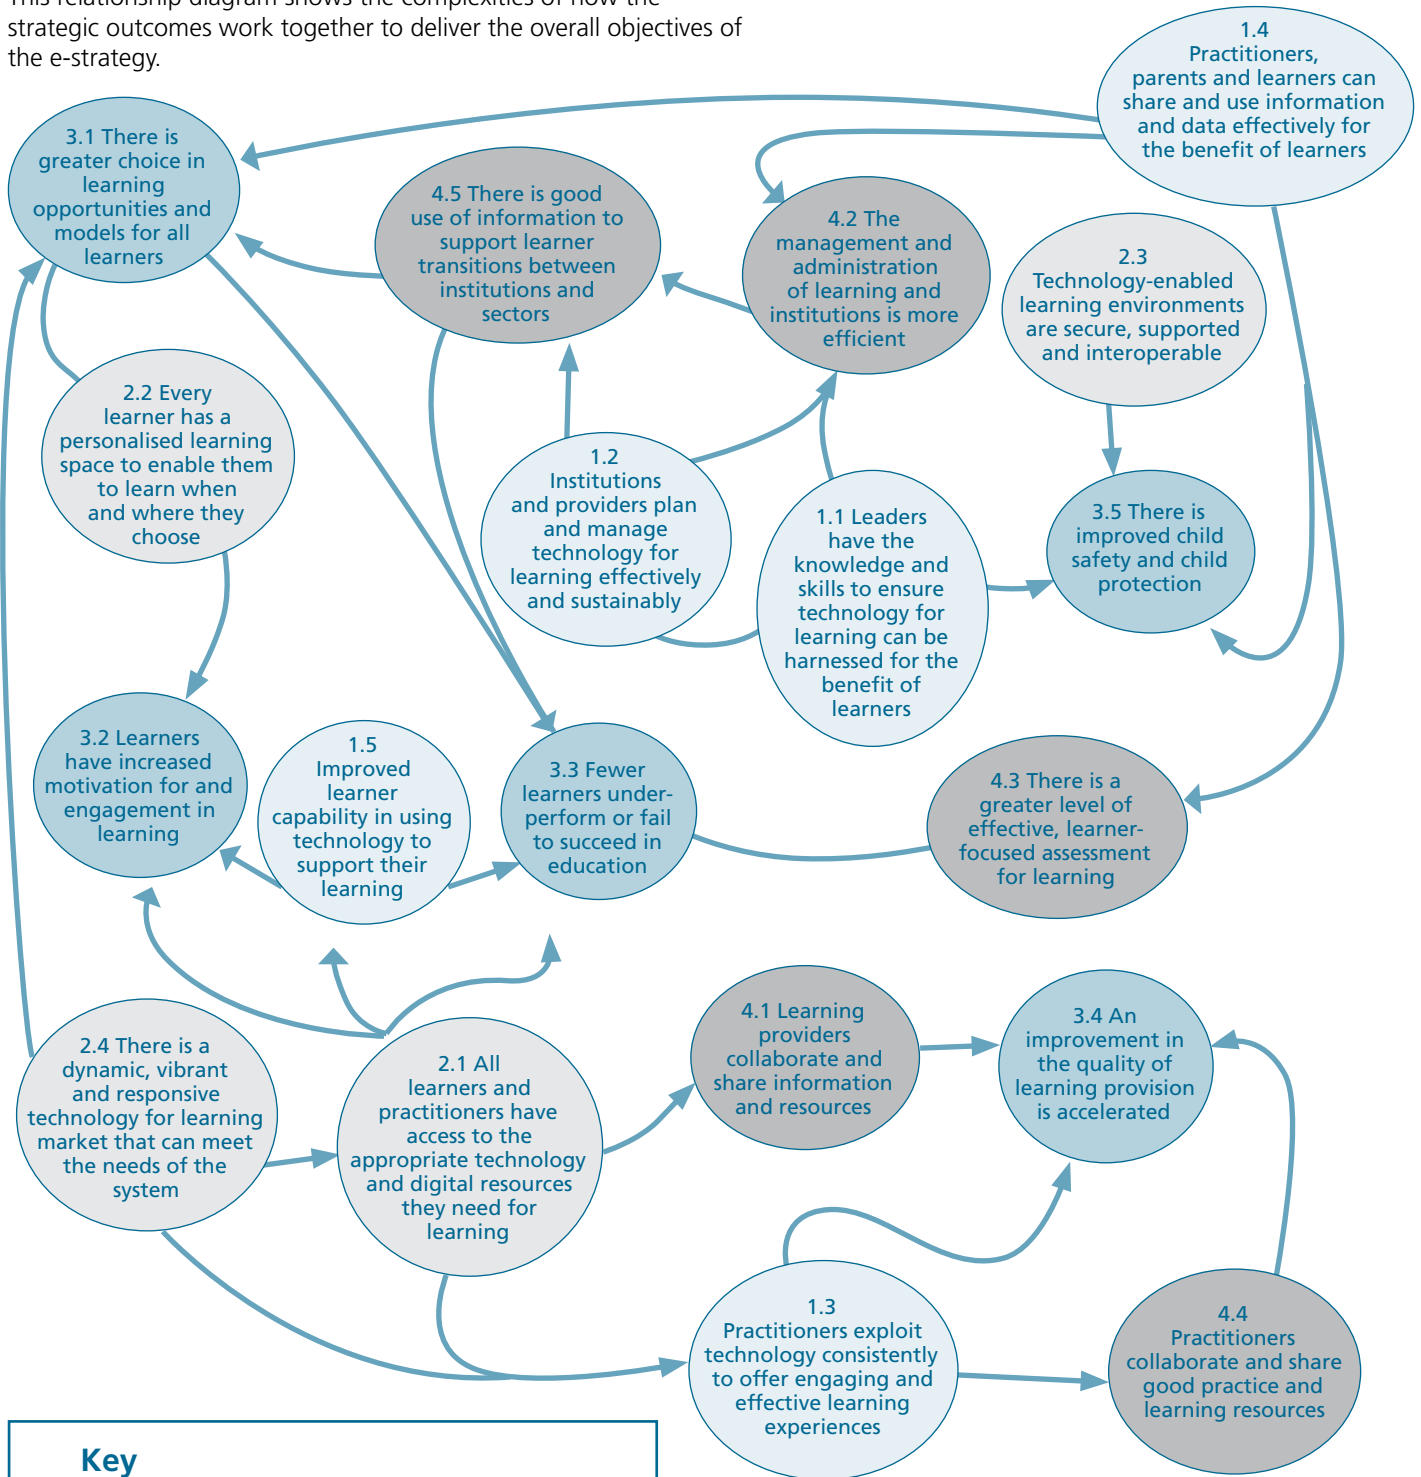 This relationship diagram shows the complexities of how the
strategic outcomes work together to deliver the overall objectives of
the e-strategy.
1.4
Practitioners,
parents and learners can
share and use information
and data effectively for
the benefit of learners
3.1 There is
greater choice in
learning
opportunities and
models for all
learners
4.5 There is good
use of information to
support learner
transitions between
institutions and
sectors
4.2 The
management and
administration
of learning and
institutions is more
efficient
2.3
Technology-enabled
learning environments
are secure, supported
and interoperable
2.2 Every
learner has a
personalised learning
space to enable them
to learn when
and where they
choose
1.2
Institutions
and providers plan
and manage
technology for
learning effectively
and sustainably
1.1 Leaders
have the
knowledge and
skills to ensure
technology for
learning can be
harnessed for the
benefit of
learners
3.5 There is
improved child
safety and child
protection
3.2 Learners
have increased
motivation for and
engagement in
learning
1.5
Improved
learner
capability in using
technology to
support their
learning
3.3 Fewer
learners under-
perform or fail
to succeed in
education
4.3 There is a
greater level of
effective, learner-
focused assessment
for learning
2.4 There is a
dynamic, vibrant
and responsive
technology for learning
market that can meet
the needs of the
system
2.1 All
learners and
practitioners have
access to the
appropriate technology
and digital resources
they need for
learning
4.1 Learning
providers
collaborate and
share information
and resources
3.4 An
improvement in
the quality of
learning provision
is accelerated
1.3
Practitioners exploit
technology consistently
to offer engaging and
effective learning
experiences
4.4
Practitioners
collaborate and share
good practice and
learning resources
Key